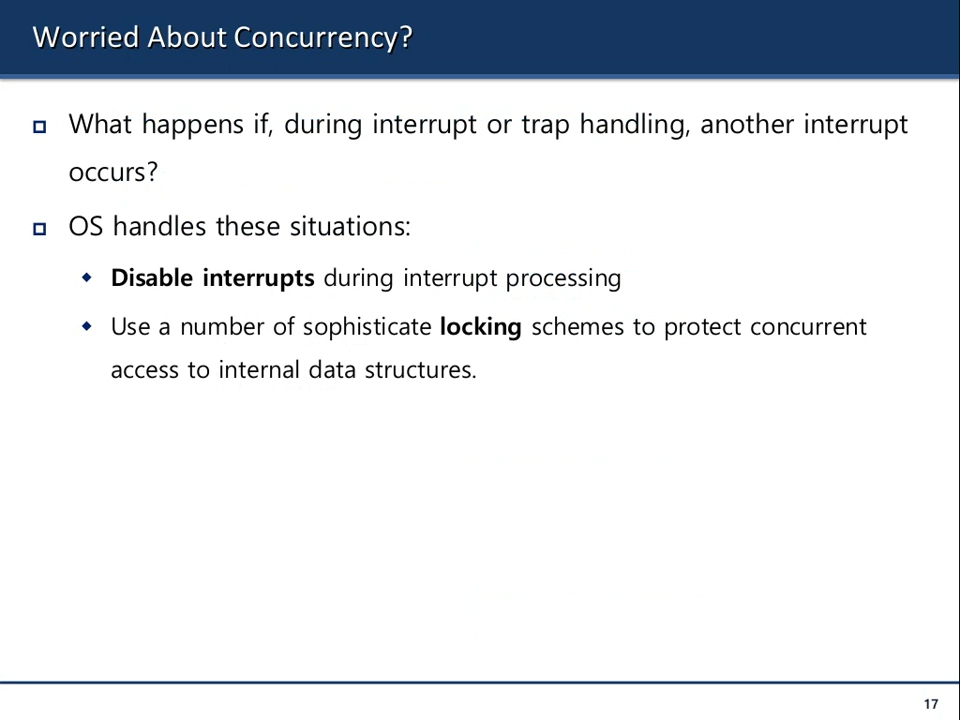 Worried About Concurrency?
What happens if, during interrupt or trap handling, another interrupt
occurs?
OS handles these situations:
Disable interrupts during interrupt processing
Use a number of sophisticate locking schemes to protect concurrent
access to internal data structures.
17